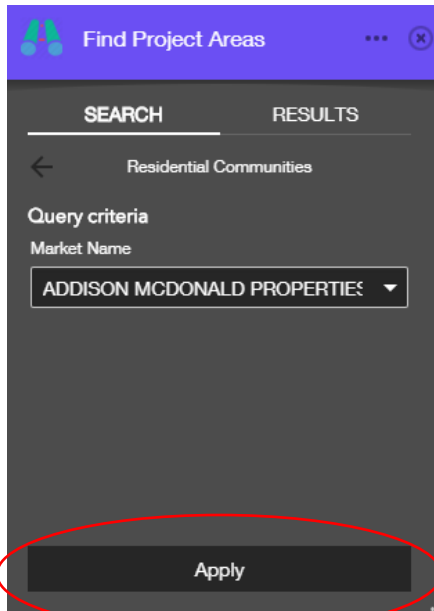 Find Project Areas
SEARCH RESULTS
Residential Communities
Query criteria
Market Name
ADDISON MCDONALD PROPERTIES
Apply